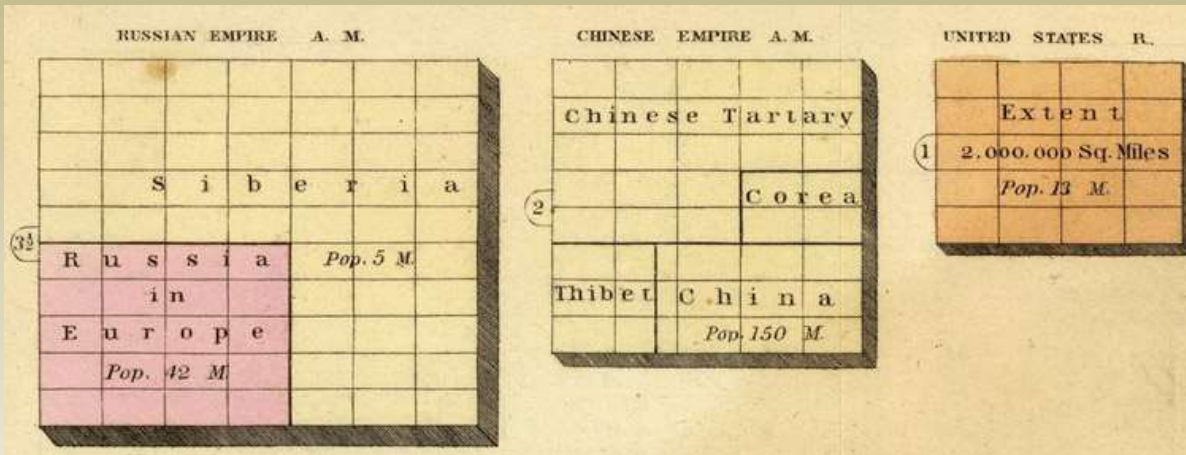 RUSSIAN EMPIRE A. M.
Siberia
3½
Russia
in
Europe
Pop. 42 M.
Pop. 5 M.
CHINESE EMPIRE A. M.
Chinese Tartary
2
Corea
Thibet
China
Pop. 150 M.
UNITED STATES R.
Extent
1
2.000.000 Sq. Miles
Pop. 13 M.